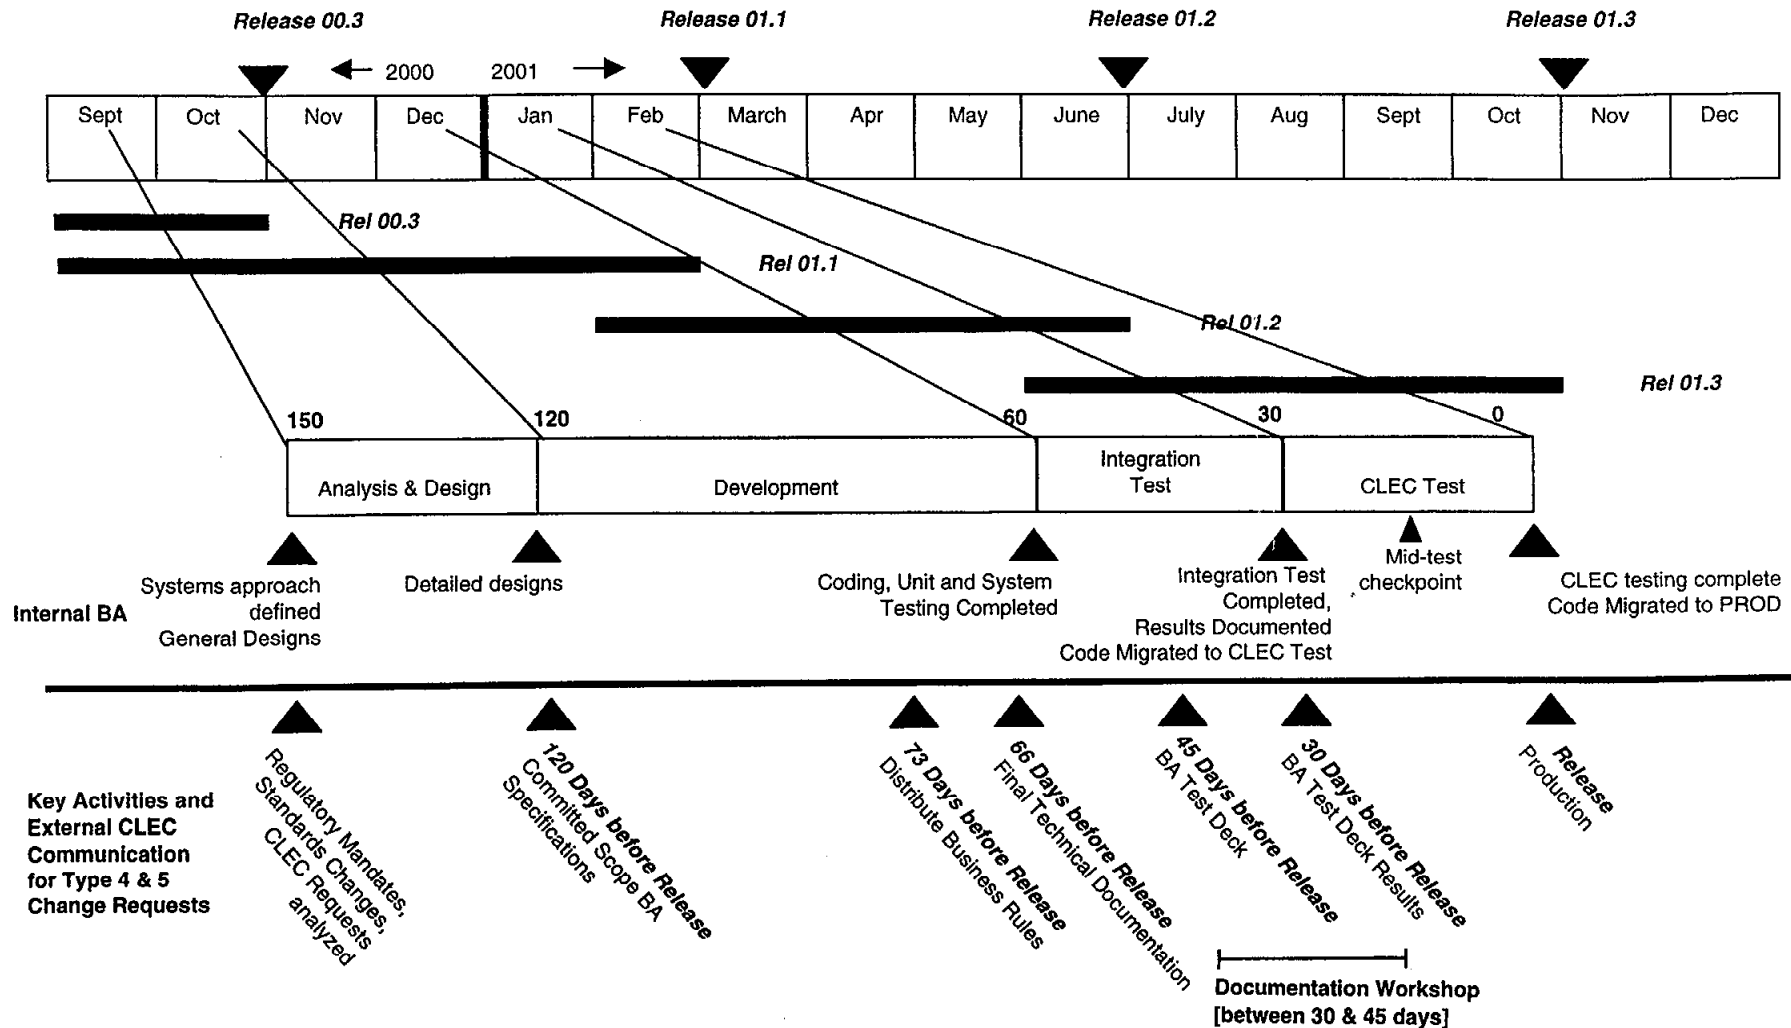 Release 00.3
Release 01.1
Release 01.2
Release 01.3
2000
2001
Sept
Oct
Nov
Dec
Jan
Feb
March
Apr
May
June
July
Aug
Sept
Oct
Nov
Dec
Rel 00.3
Rel 01.1
Rel 01.2
Rel 01.3
150
120
60
30
0
Analysis & Design
Development
Integration
Test
CLEC Test
Internal BA
Systems approach
defined
General Designs
Detailed designs
Coding, Unit and System
Testing Completed
Integration Test
Completed,
Results Documented
Code Migrated to CLEC Test
Mid-test
checkpoint
CLEC testing complete
Code Migrated to PROD
Key Activities and
External CLEC
Communication
for Type 4 & 5
Change Requests
Regulatory Mandates,
Standards Changes,
CLEC Requests
analyzed
120 Days before Release
Committed Scope BA
Specifications
73 Days before Release
Distribute Business Rules
66 Days before Release
Final Technical Documentation
45 Days before Release
BA Test Deck
30 Days before Release
BA Test Deck Results
Release
Production
Documentation Workshop
[between 30 & 45 days]